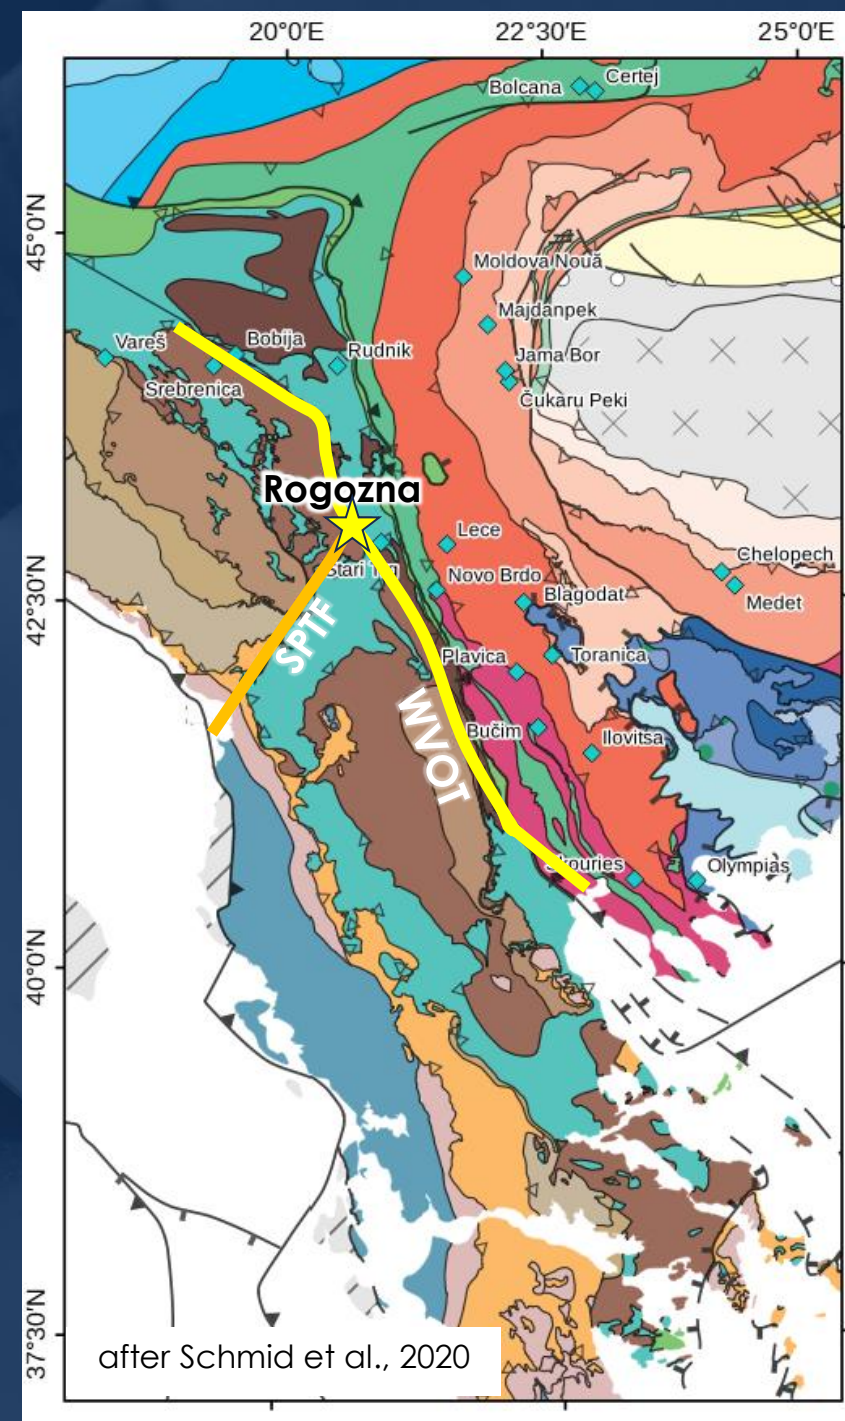 20°0′E
22°30′E
25°0′E
Bolcana
Certej
45°0′N
Moldova Nouă
Majdanpek
Vareš
Bobija
Rudnik
Jama Bor
Srebrenica
Čukaru Peki
Rogozna
Lece
Chelopech
42°30′N
Stari Trg
Novo Brdo
Blagodat
Medet
SPTF
Plavica
Toranica
WVOT
Bučim
Ilovitsa
Skouries
Olympias
40°0′N
37°30′N
after Schmid et al., 2020